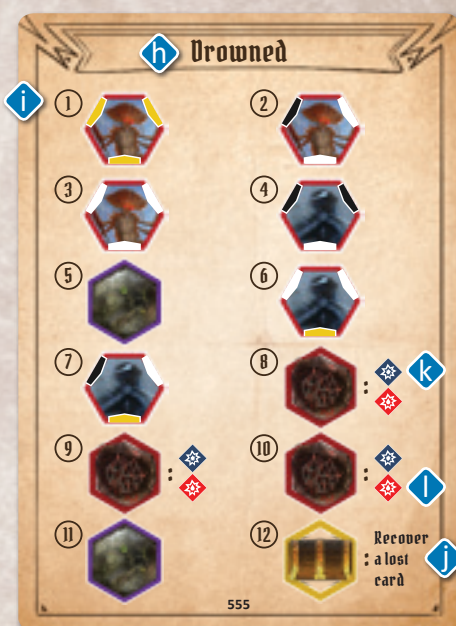 h Drowned
i 1 2
3 4
5 6
7 8 : k
9 : 10 : l
11 12 : Recover
a lost j
card
555